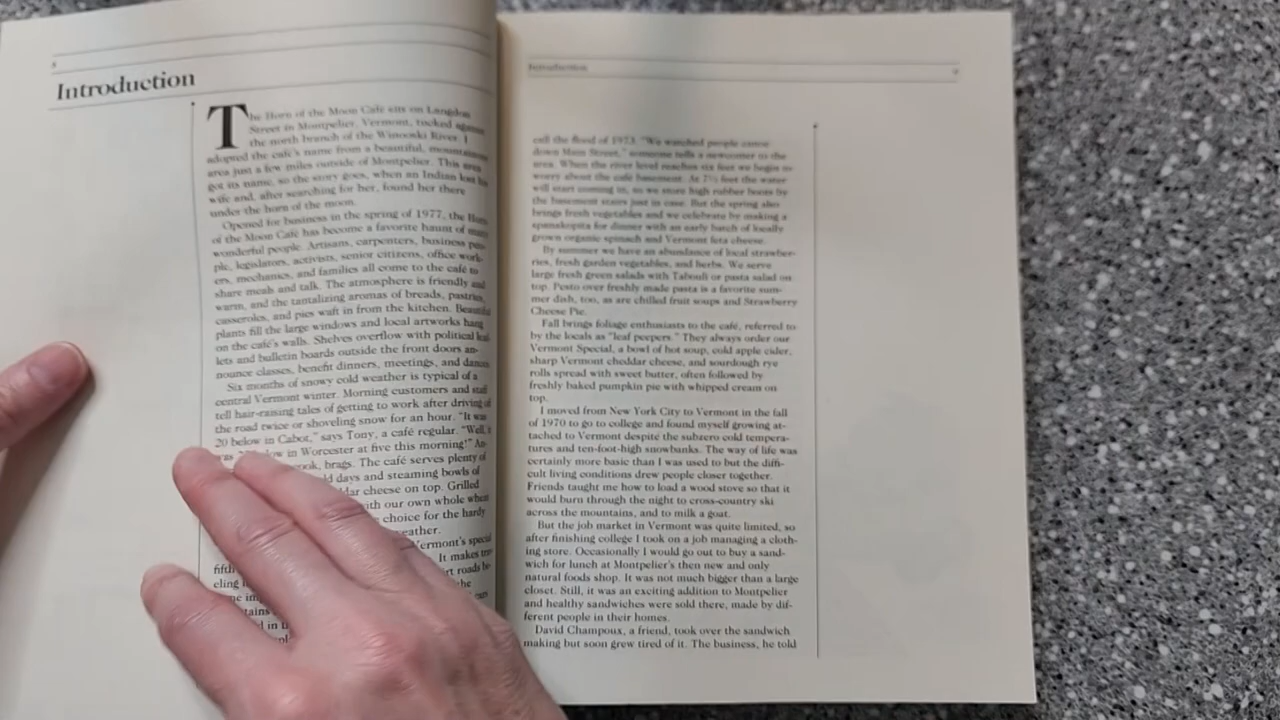 8
Introduction
The Horn of the Moon Café sits on Langdon
Street in Montpelier, Vermont, tucked against
the north branch of the Winooski River. I
adopted the café's name from a beautiful, mountainous
area just a few miles outside of Montpelier. This area
got its name, so the story goes, when an Indian lost his
wife and, after searching for her, found her there
under the horn of the moon.
Opened for business in the spring of 1977, the Horn
of the Moon Café has become a favorite haunt of many
wonderful people. Artisans, carpenters, business peo-
ple, legislators, activists, senior citizens, office work-
ers, mechanics, and families all come to the café to
share meals and talk. The atmosphere is friendly and
warm, and the tantalizing aromas of breads, pastries,
casseroles, and pies waft in from the kitchen. Beautiful
plants fill the large windows and local artworks hang
on the café's walls. Shelves overflow with political leaf-
lets and bulletin boards outside the front doors an-
nounce classes, benefit dinners, meetings, and dances
Six months of snowy cold weather is typical of a
central Vermont winter. Morning customers and staff
tell hair-raising tales of getting to work after driving off
the road twice or shoveling snow for an hour. "It was
20 below in Cabot," says Tony, a café regular. "Well, it
was low in Worcester at five this morning!" An-
ook, brags. The café serves plenty of
ld days and steaming bowls of
dar cheese on top. Grilled
ith our own whole wheat
choice for the hardy
eather.
ermont's special
fifth It makes tra-
eling rt roads be
the
tains
d in
Introduction
9
call the flood of 1973. "We watched people canoe
down Main Street," someone tells a newcomer to the
area. When the river level reaches six feet we begin to
worry about the café basement. At 7½ feet the water
will start coming in, so we store high rubber boots by
the basement stairs just in case. But the spring also
brings fresh vegetables and we celebrate by making a
spanakopita for dinner with an early batch of locally
grown organic spinach and Vermont feta cheese.
By summer we have an abundance of local strawber-
ries, fresh garden vegetables, and herbs. We serve
large fresh green salads with Tabouli or pasta salad on
top. Pesto over freshly made pasta is a favorite sum-
mer dish, too, as are chilled fruit soups and Strawberry
Cheese Pie.
Fall brings foliage enthusiasts to the café, referred to
by the locals as "leaf peepers." They always order our
Vermont Special, a bowl of hot soup, cold apple cider,
sharp Vermont cheddar cheese, and sourdough rye
rolls spread with sweet butter, often followed by
freshly baked pumpkin pie with whipped cream on
top.
I moved from New York City to Vermont in the fall
of 1970 to go to college and found myself growing at-
tached to Vermont despite the subzero cold tempera-
tures and ten-foot-high snowbanks. The way of life was
certainly more basic than I was used to but the diffi-
cult living conditions drew people closer together.
Friends taught me how to load a wood stove so that it
would burn through the night to cross-country ski
across the mountains, and to milk a goat.
But the job market in Vermont was quite limited, so
after finishing college I took on a job managing a cloth-
ing store. Occasionally I would go out to buy a sand-
wich for lunch at Montpelier's then new and only
natural foods shop. It was not much bigger than a large
closet. Still, it was an exciting addition to Montpelier
and healthy sandwiches were sold there, made by dif-
ferent people in their homes.
David Champoux, a friend, took over the sandwich
making but soon grew tired of it. The business, he told